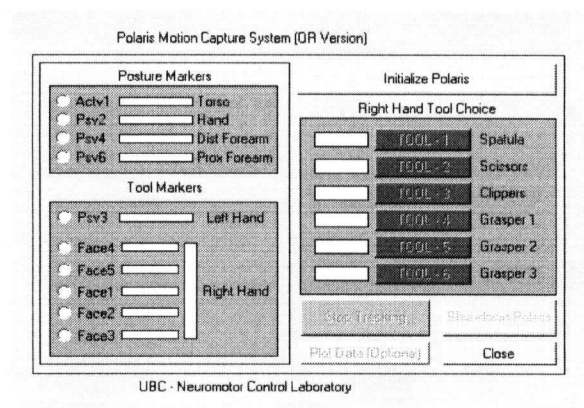 Polaris Motion Capture System (OR Version)
Posture Markers
Actv1 Torso
Psv2 Hand
Psv4 Dist Forearm
Psv6 Prox Forearm
Tool Markers
Psv3 Left Hand
Face4
Face5
Face1 Right Hand
Face2
Face3
Initialize Polaris
Right Hand Tool Choice
TOOL - 1 Spatula
TOOL - 2 Scissors
TOOL - 3 Clippers
TOOL - 4 Grasper 1
TOOL - 5 Grasper 2
TOOL - 6 Grasper 3
Stop Tracking Shutdown Polaris
Plot Data (Optional) Close
UBC - Neuromotor Control Laboratory